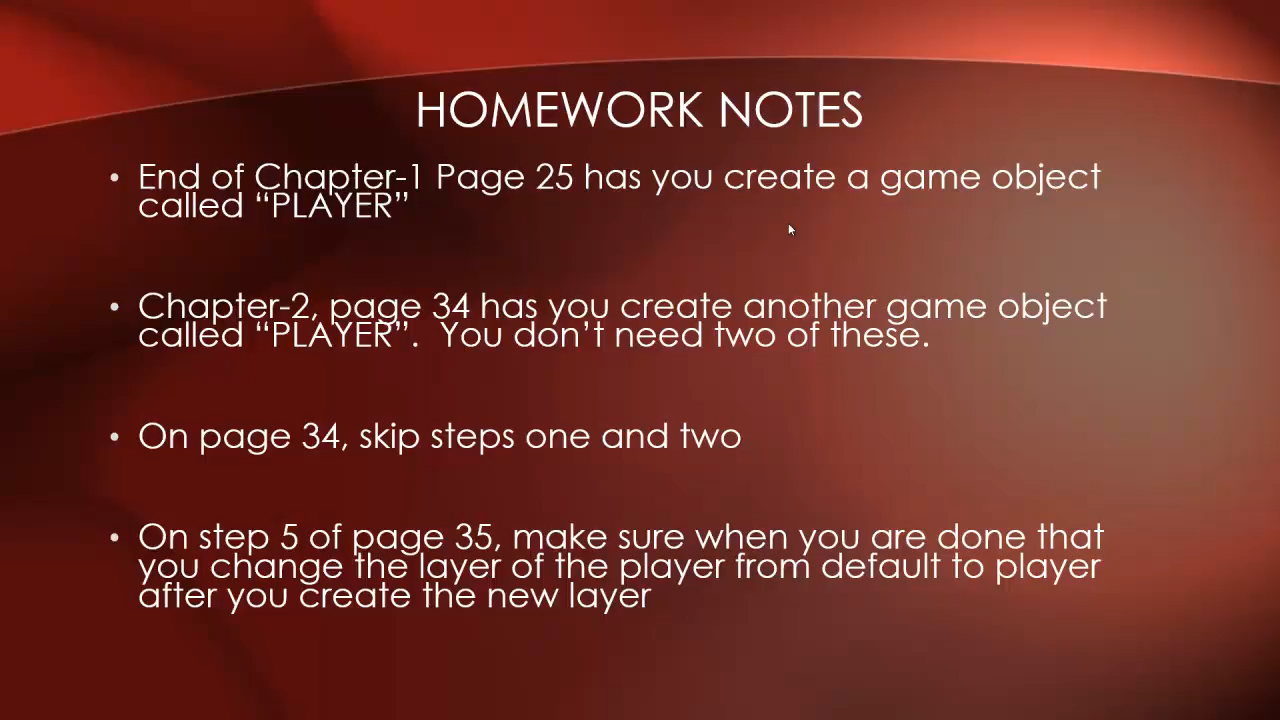 HOMEWORK NOTES
• End of Chapter-1 Page 25 has you create a game object
called “PLAYER”
• Chapter-2, page 34 has you create another game object
called “PLAYER”.  You don’t need two of these.
• On page 34, skip steps one and two
• On step 5 of page 35, make sure when you are done that
you change the layer of the player from default to player
after you create the new layer